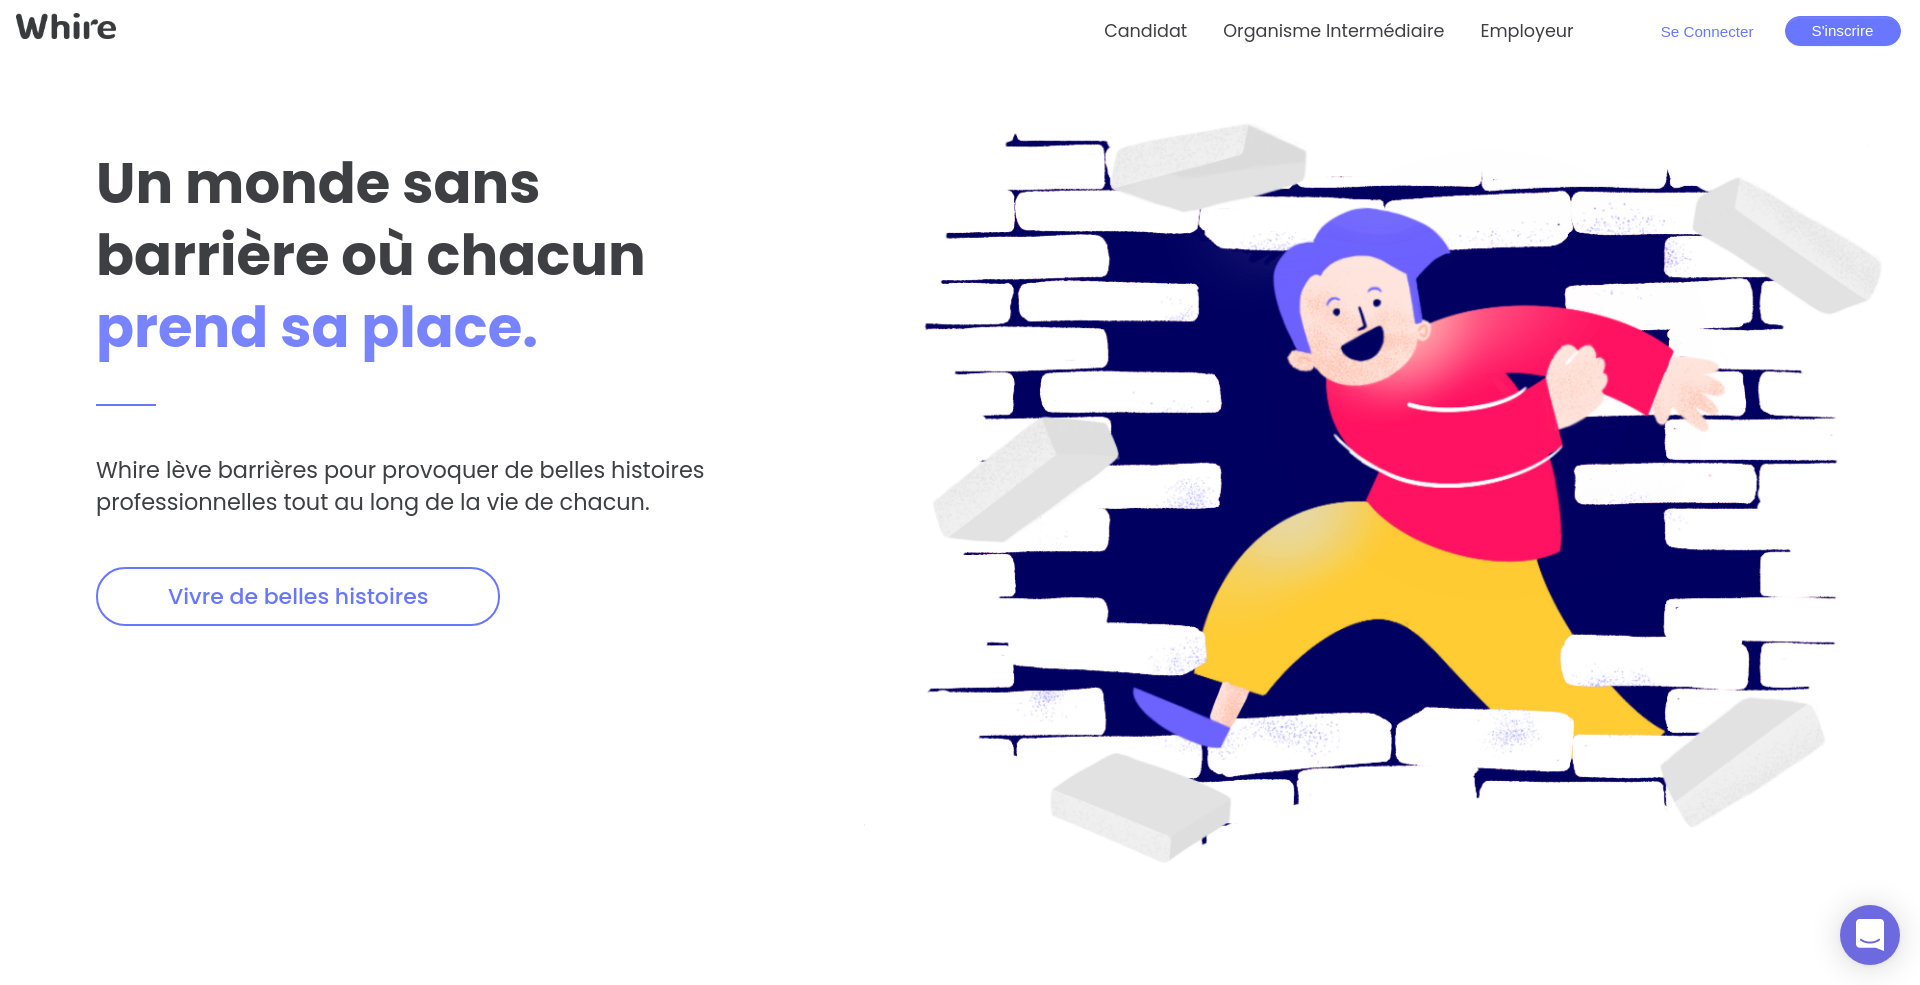 Whire
Candidat
Organisme Intermédiaire
Employeur
Se Connecter
S'inscrire
Un monde sans
barrière où chacun
prend sa place.
Whire lève barrières pour provoquer de belles histoires
professionnelles tout au long de la vie de chacun.
Vivre de belles histoires